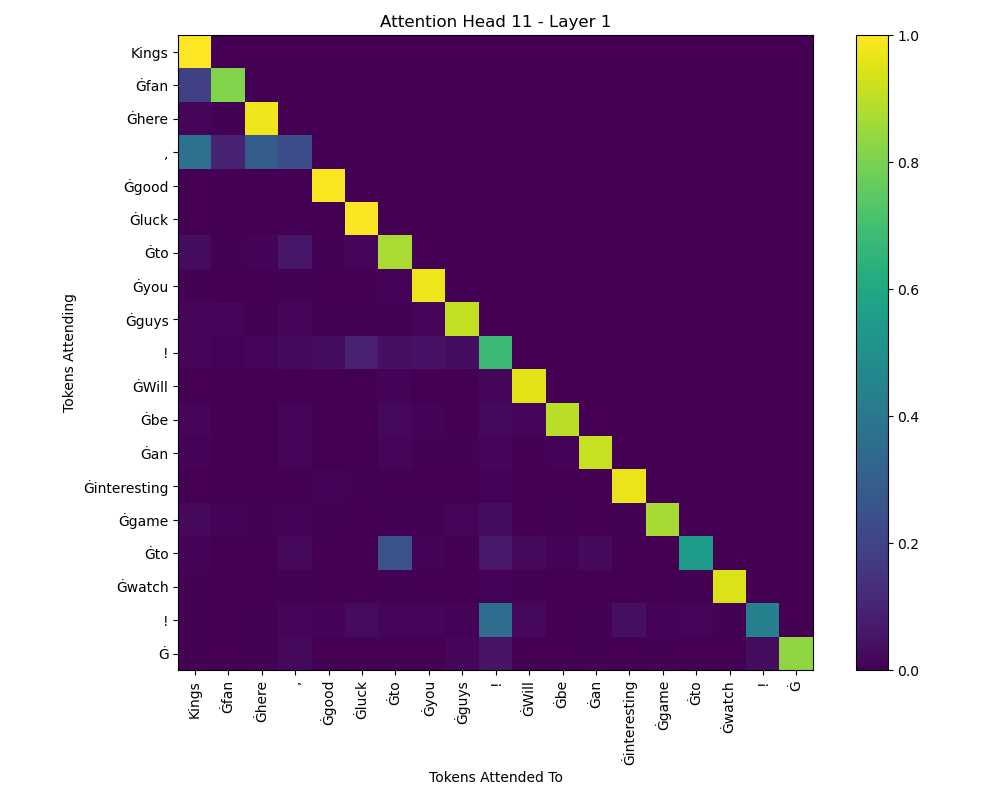 Attention Head 11 - Layer 1
Kings
Ġfan
Ġhere
,
Ġgood
Ġluck
Ġto
Ġyou
Ġguys
!
ĠWill
Ġbe
Ġan
Ġinteresting
Ġgame
Ġto
Ġwatch
!
Ġ
Tokens Attending
Kings
Ġfan
Ġhere
,
Ġgood
Ġluck
Ġto
Ġyou
Ġguys
!
ĠWill
Ġbe
Ġan
Ġinteresting
Ġgame
Ġto
Ġwatch
!
Ġ
Tokens Attended To
1.0
0.8
0.6
0.4
0.2
0.0